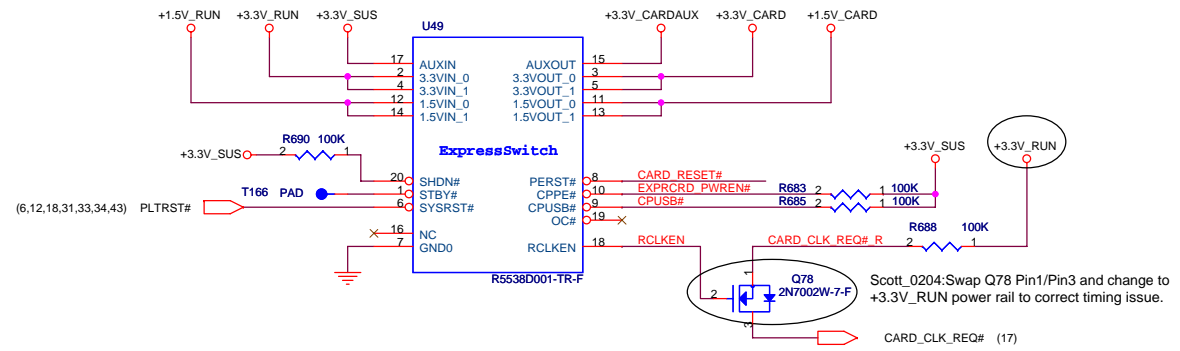 +1.5V_RUN +3.3V_RUN +3.3V_SUS +3.3V_CARDAUX +3.3V_CARD +1.5V_CARD
U49
17 AUXIN AUXOUT 15
2 3.3VIN_0 3.3VOUT_0 3
4 3.3VIN_1 3.3VOUT_1 5
12 1.5VIN_0 1.5VOUT_0 11
14 1.5VIN_1 1.5VOUT_1 13
R690 100K
+3.3V_SUS 2 1
ExpressSwitch
+3.3V_SUS +3.3V_RUN
20 SHDN# PERST# 8 CARD_RESET#
T166 PAD 1 STBY# CPPE# 10 EXPRCRD_PWREN# R683 2 1 100K
(6,12,18,31,33,34,43) PLTRST# 6 SYSRST# CPUSB# 9 CPUSB# R685 2 1 100K
OC# 19
16 NC
R688 100K
7 GND0 RCLKEN 18 RCLKEN CARD_CLK_REQ#_R 2 1
R5538D001-TR-F
1
Q78
2 2N7002W-7-F
3
Scott_0204:Swap Q78 Pin1/Pin3 and change to
+3.3V_RUN power rail to correct timing issue.
CARD_CLK_REQ# (17)